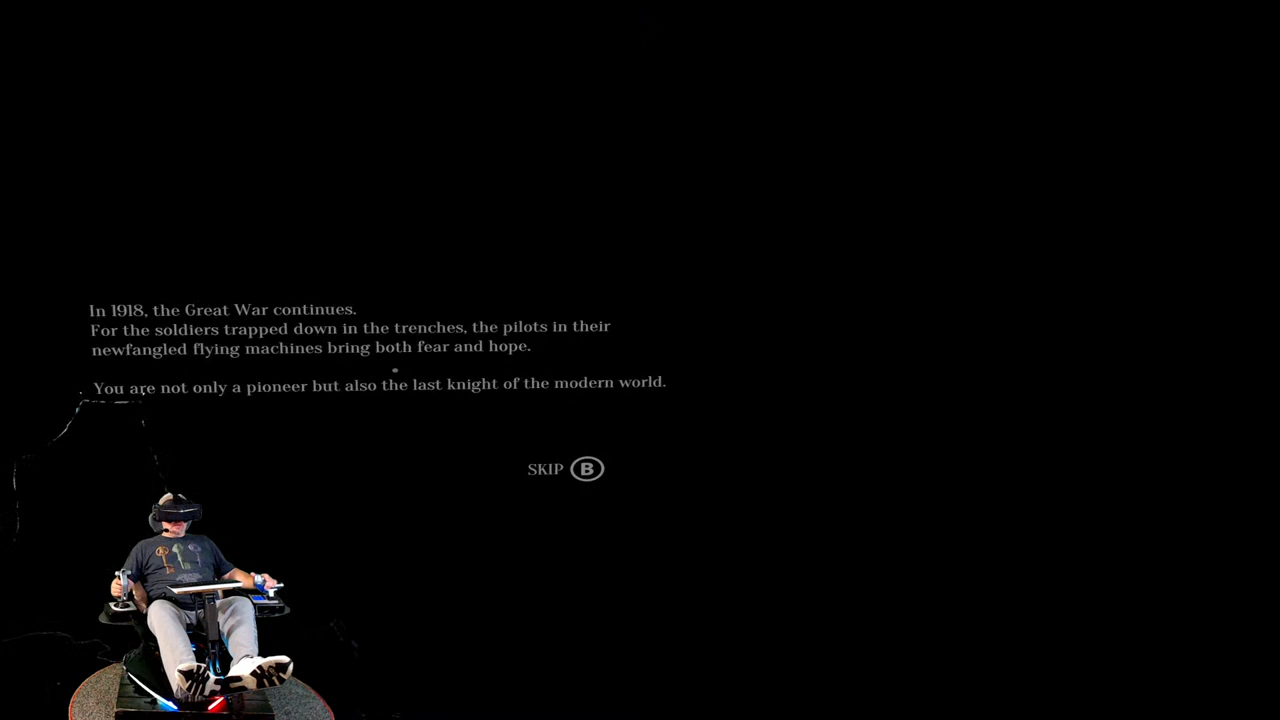 In 1918, the Great War continues.
For the soldiers trapped down in the trenches, the pilots in their
newfangled flying machines bring both fear and hope.
You are not only a pioneer but also the last knight of the modern world.
SKIP B